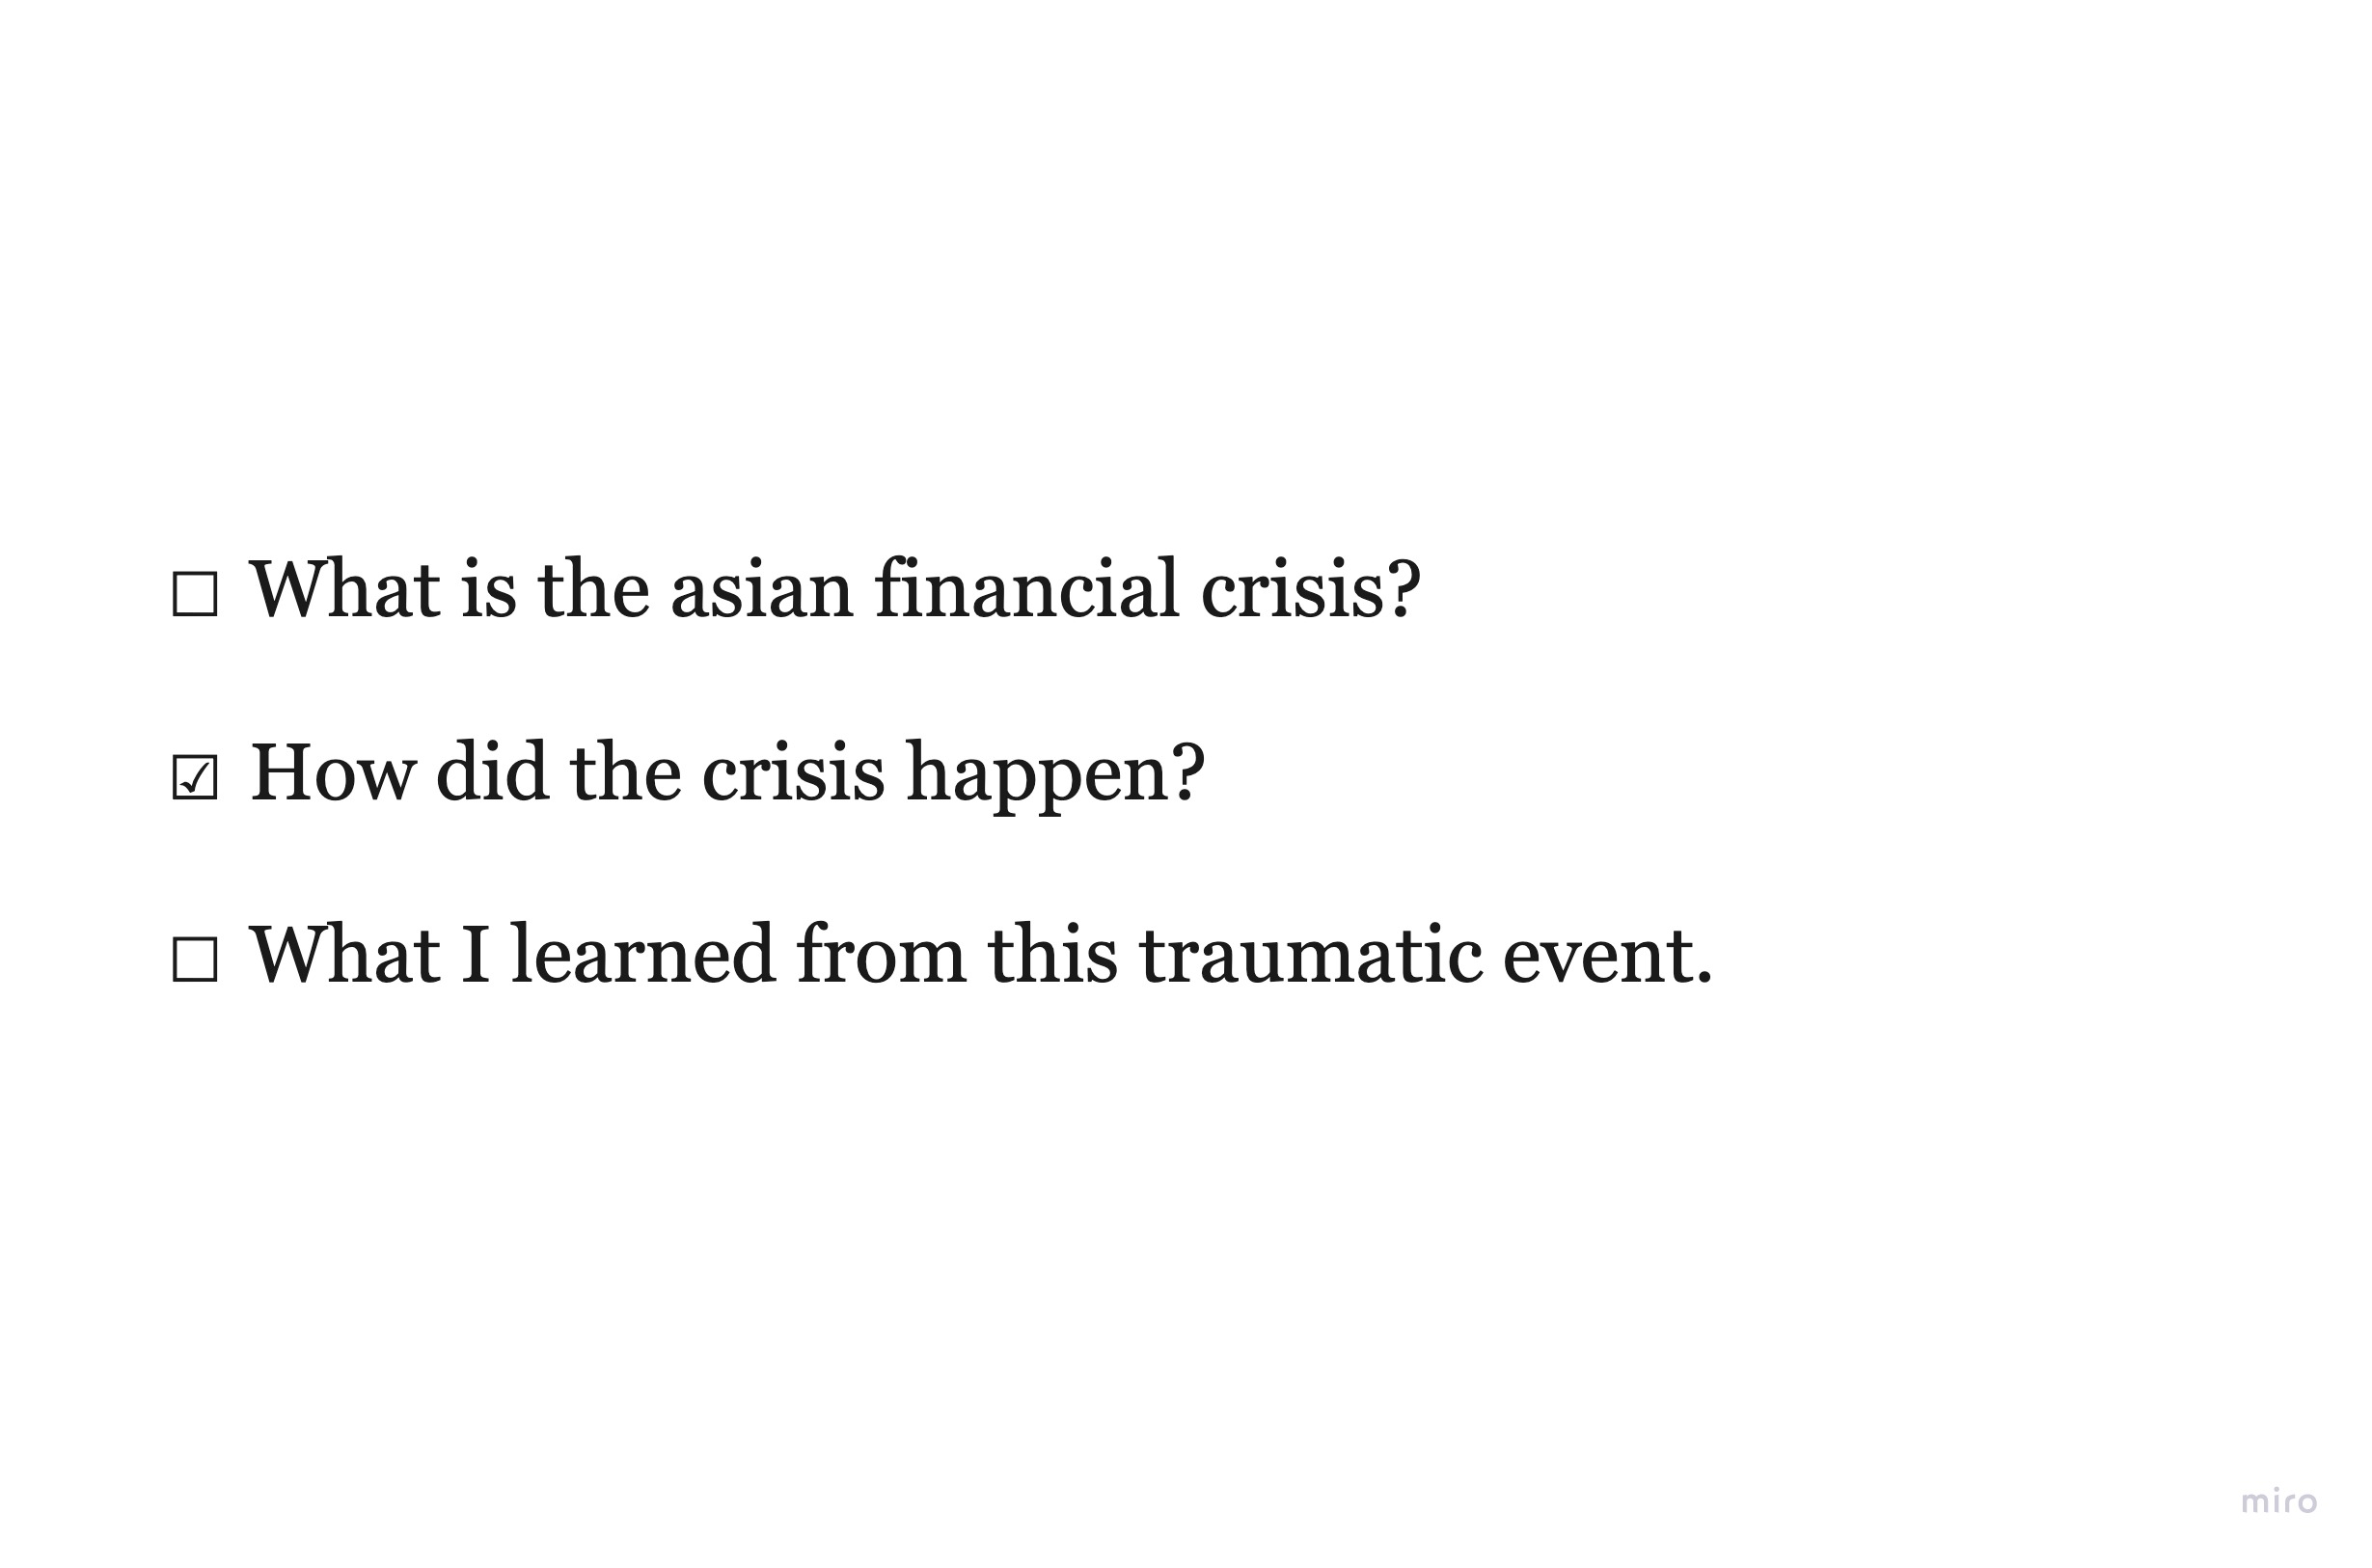 ☐ What is the asian financial crisis?
☑ How did the crisis happen?
☐ What I learned from this traumatic event.
miro